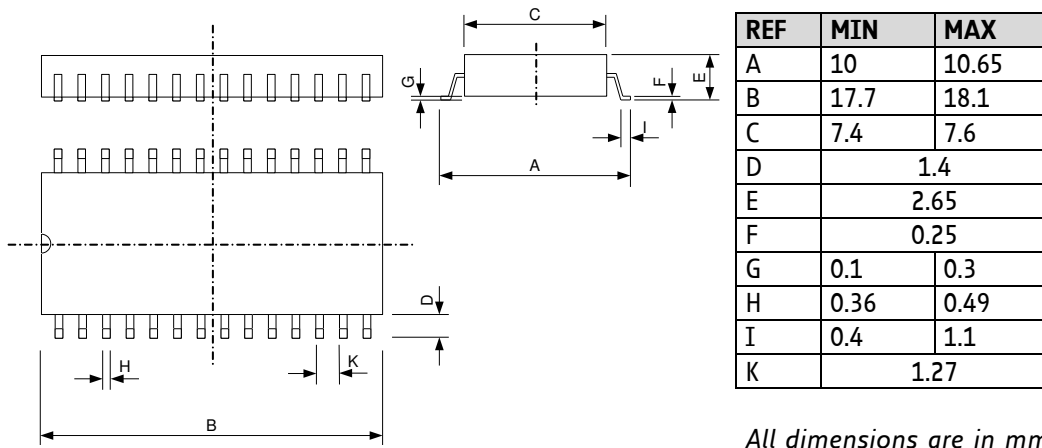 C
G
F
E
I
A
D
H
K
B
REF MIN MAX
A 10 10.65
B 17.7 18.1
C 7.4 7.6
D 1.4
E 2.65
F 0.25
G 0.1 0.3
H 0.36 0.49
I 0.4 1.1
K 1.27
All dimensions are in mm